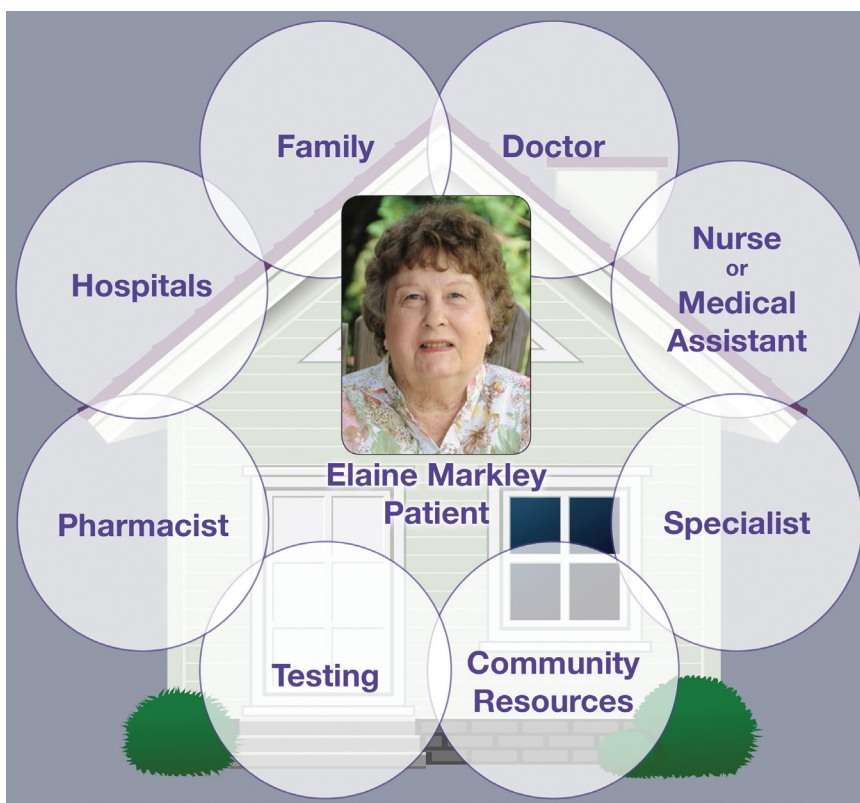 Family
Doctor
Nurse
or
Medical
Assistant
Hospitals
Elaine Markley
Patient
Pharmacist
Specialist
Testing
Community
Resources